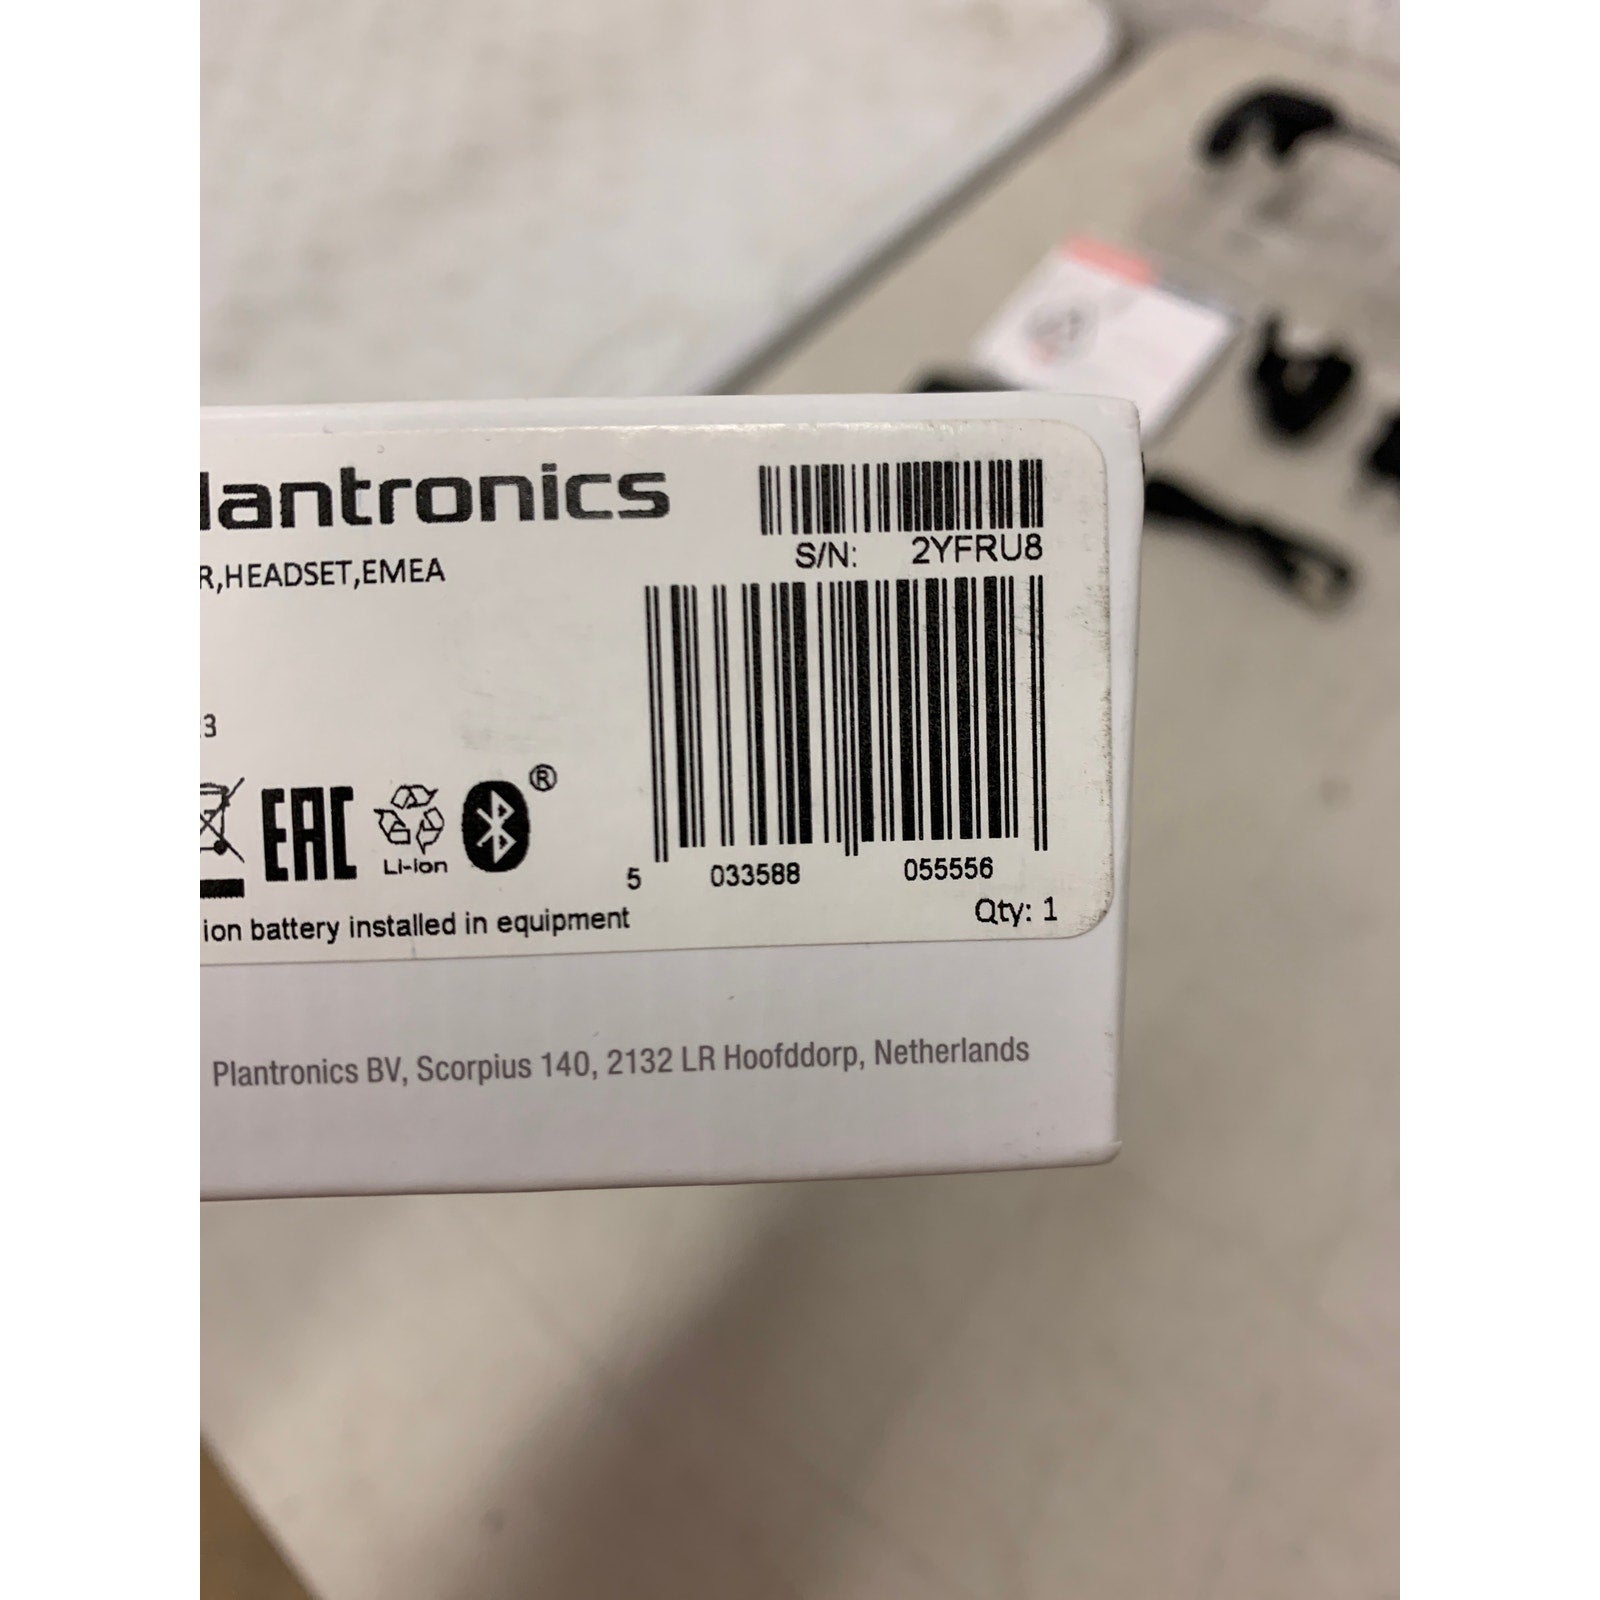 lantronics
S/N: 2YFRU8
R,HEADSET,EMEA
3
EAC
Li-ion
®
5 033588 055556
Qty: 1
ion battery installed in equipment
Plantronics BV, Scorpius 140, 2132 LR Hoofddorp, Netherlands